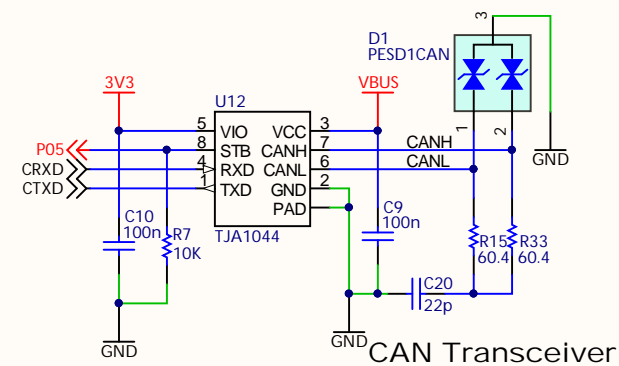 3
D1
PESD1CAN
3V3
U12
VBUS
1
2
5 VIO VCC 3
P05 8 STB CANH 7 CANH
CRXD 4 RXD CANL 6 CANL
CTXD 1 TXD GND 2
PAD
GND
TJA1044
C10
100n
R7
10K
C9
100n
R15
60.4
R33
60.4
C20
22p
GND
GND
CAN Transceiver